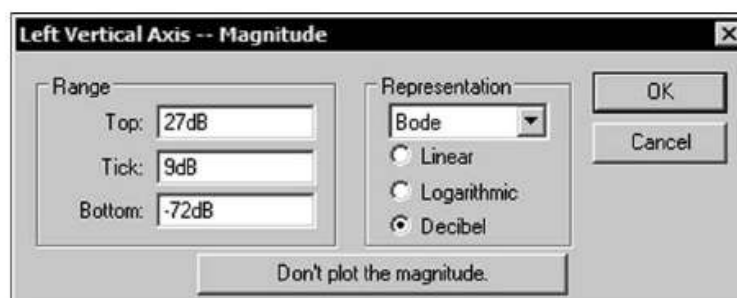 Left Vertical Axis -- Magnitude
Range
Top: 27dB
Tick: 9dB
Bottom: -72dB
Representation
Bode
Linear
Logarithmic
Decibel
OK
Cancel
Don't plot the magnitude.